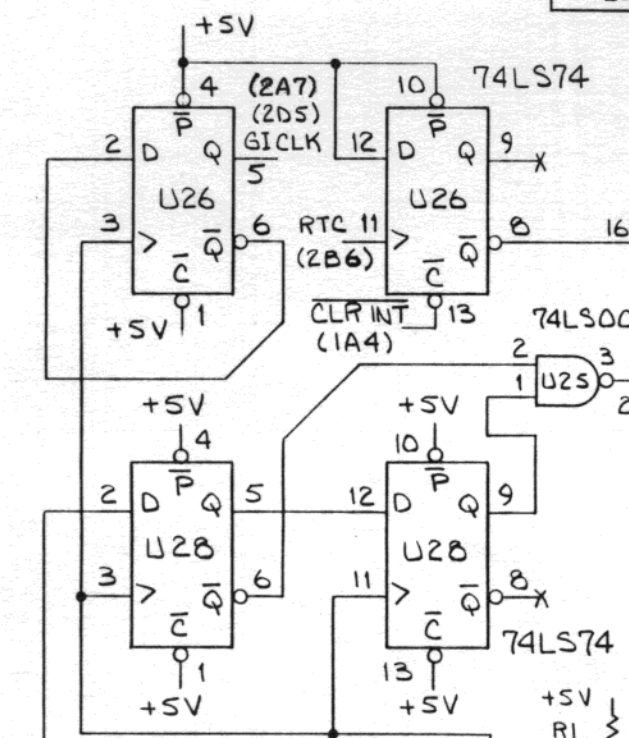 +5V
4 (2A7) 10 74LS74
(2D5)
P̅ P̅
2 D Q GICLK 12 D Q 9 X
5
U26 U26
3 > Q̅ 6 RTC 11 > Q̅ 8 16
(2B6)
C̅ C̅
+5V 1 C̅L̅R̅ I̅N̅T̅ 13 74LS00
(1A4)
2 3
1 U25
2
+5V +5V
4 10
P̅ P̅
2 D Q 5 12 D Q 9
U28 U28
3 > Q̅ 6 11 > Q̅ 8 X
C̅ C̅ 74LS74
1 13
+5V +5V +5V
R1